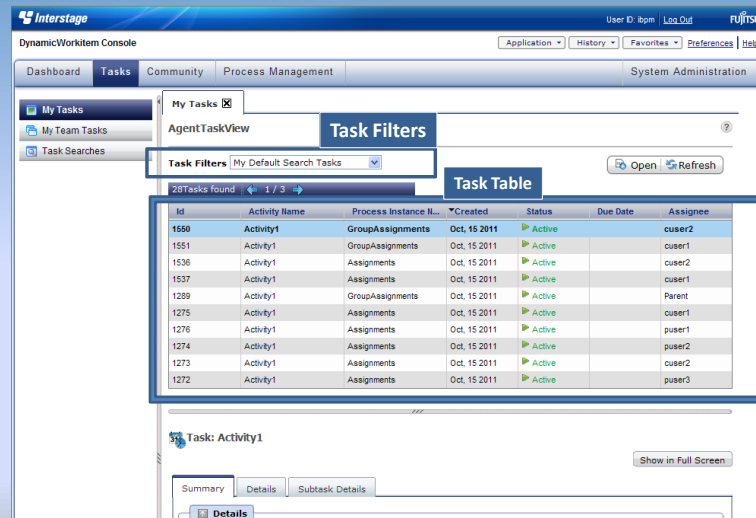 Interstage
User ID: ibpm Log Out
FUJITSU
DynamicWorkitem Console
Application History Favorites Preferences Help
Dashboard Tasks Community Process Management System Administration
My Tasks
My Team Tasks
Task Searches
My Tasks
AgentTaskView
Task Filters
?
Task Filters My Default Search Tasks
Open Refresh
Task Table
28Tasks found 1 / 3
Id Activity Name Process Instance N... Created Status Due Date Assignee
1550 Activity1 GroupAssignments Oct, 15 2011 Active cuser2
1551 Activity1 GroupAssignments Oct, 15 2011 Active cuser1
1536 Activity1 Assignments Oct, 15 2011 Active cuser2
1537 Activity1 Assignments Oct, 15 2011 Active cuser1
1289 Activity1 GroupAssignments Oct, 15 2011 Active Parent
1275 Activity1 Assignments Oct, 15 2011 Active cuser1
1276 Activity1 Assignments Oct, 15 2011 Active puser1
1274 Activity1 Assignments Oct, 15 2011 Active puser2
1273 Activity1 Assignments Oct, 15 2011 Active cuser2
1272 Activity1 Assignments Oct, 15 2011 Active puser3
Task: Activity1
Show in Full Screen
Summary Details Subtask Details
Details